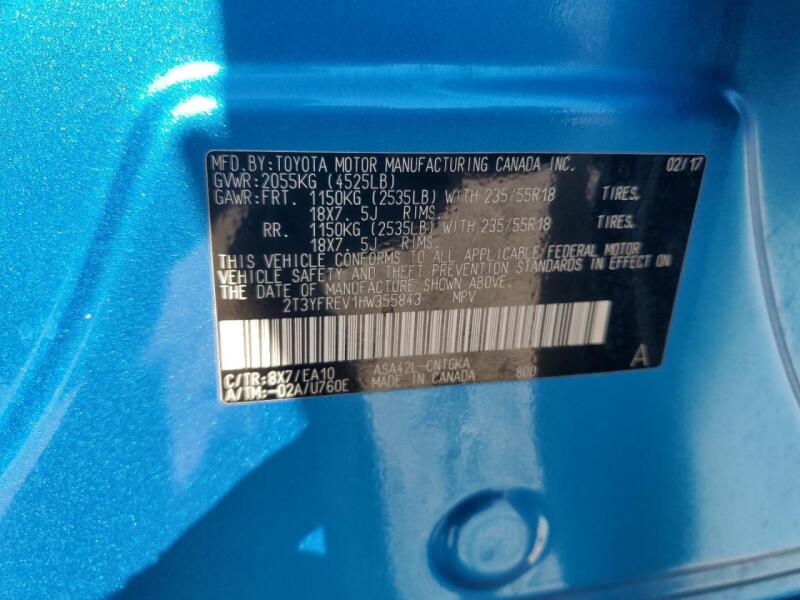 MFD.BY:TOYOTA MOTOR MANUFACTURING CANADA INC. 02/17
GVWR:2055KG (4525LB)
GAWR:FRT. 1150KG (2535LB) WITH 235/55R18 TIRES.
18X7. 5J RIMS.
RR. 1150KG (2535LB) WITH 235/55R18 TIRES.
18X7. 5J RIMS.
THIS VEHICLE CONFORMS TO ALL APPLICABLE FEDERAL MOTOR
VEHICLE SAFETY AND THEFT PREVENTION STANDARDS IN EFFECT ON
THE DATE OF MANUFACTURE SHOWN ABOVE.
2T3YFREV1HW355843 MPV
C/TR:8X7/EA10 ASA42L-CNTGKA A
A/TM:-02A/U760E MADE IN CANADA 800